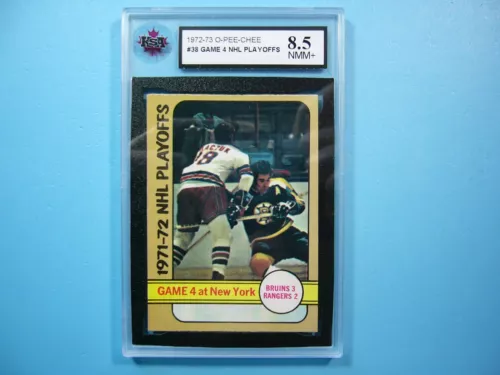 KSA
1972-73 O-PEE-CHEE
#38 GAME 4 NHL PLAYOFFS
8.5
NMM+
1971-72 NHL PLAYOFFS
18
A
B
GAME 4 at New York
BRUINS 3
RANGERS 2